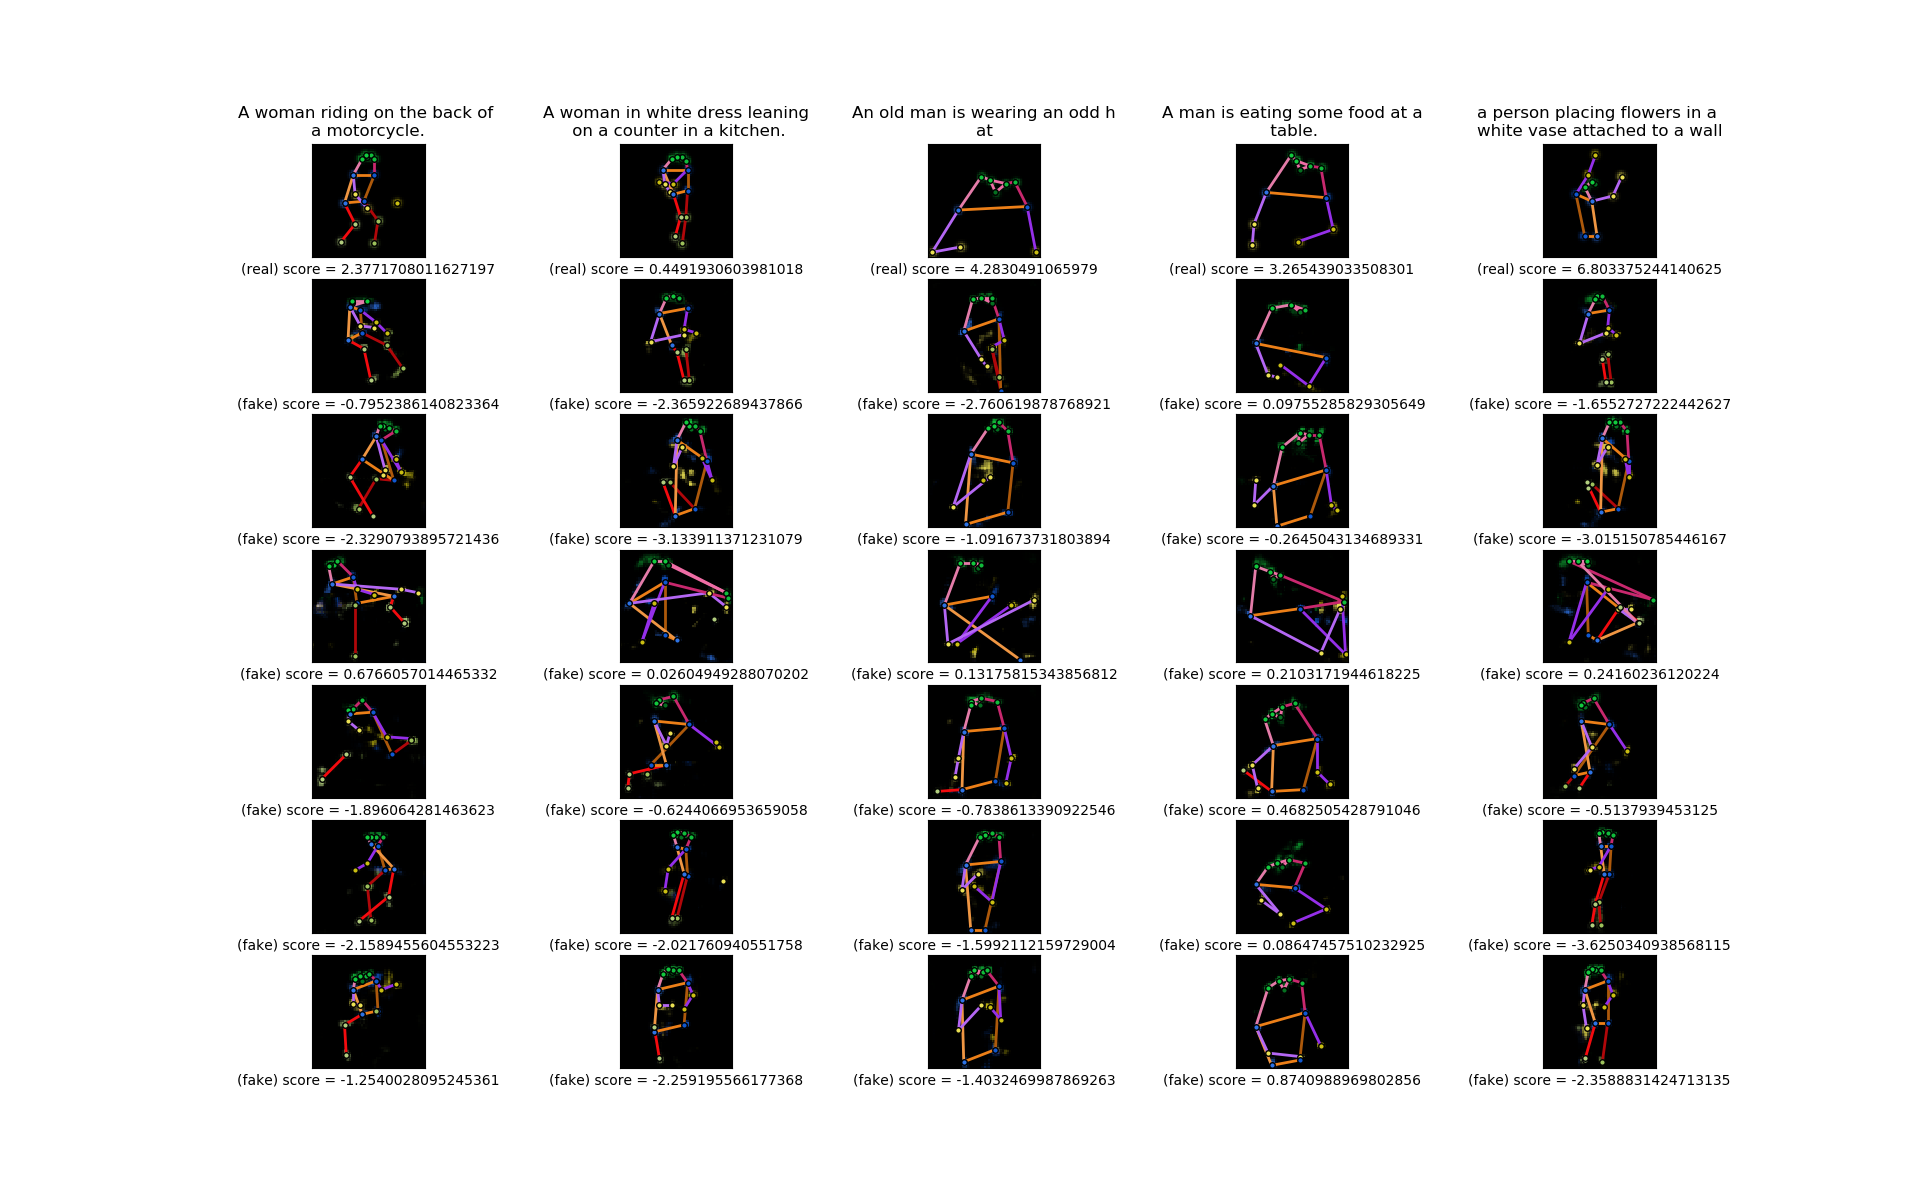 A woman riding on the back of
a motorcycle.
A woman in white dress leaning
on a counter in a kitchen.
An old man is wearing an odd h
at
A man is eating some food at a
table.
a person placing flowers in a
white vase attached to a wall
(real) score = 2.3771708011627197
(real) score = 0.4491930603981018
(real) score = 4.2830491065979
(real) score = 3.265439033508301
(real) score = 6.803375244140625
(fake) score = -0.7952386140823364
(fake) score = -2.365922689437866
(fake) score = -2.760619878768921
(fake) score = 0.09755285829305649
(fake) score = -1.6552727222442627
(fake) score = -2.3290793895721436
(fake) score = -3.133911371231079
(fake) score = -1.091673731803894
(fake) score = -0.2645043134689331
(fake) score = -3.015150785446167
(fake) score = 0.6766057014465332
(fake) score = 0.02604949288070202
(fake) score = 0.13175815343856812
(fake) score = 0.2103171944618225
(fake) score = 0.24160236120224
(fake) score = -1.896064281463623
(fake) score = -0.6244066953659058
(fake) score = -0.7838613390922546
(fake) score = 0.4682505428791046
(fake) score = -0.5137939453125
(fake) score = -2.1589455604553223
(fake) score = -2.021760940551758
(fake) score = -1.5992112159729004
(fake) score = 0.08647457510232925
(fake) score = -3.6250340938568115
(fake) score = -1.2540028095245361
(fake) score = -2.259195566177368
(fake) score = -1.4032469987869263
(fake) score = 0.8740988969802856
(fake) score = -2.3588831424713135